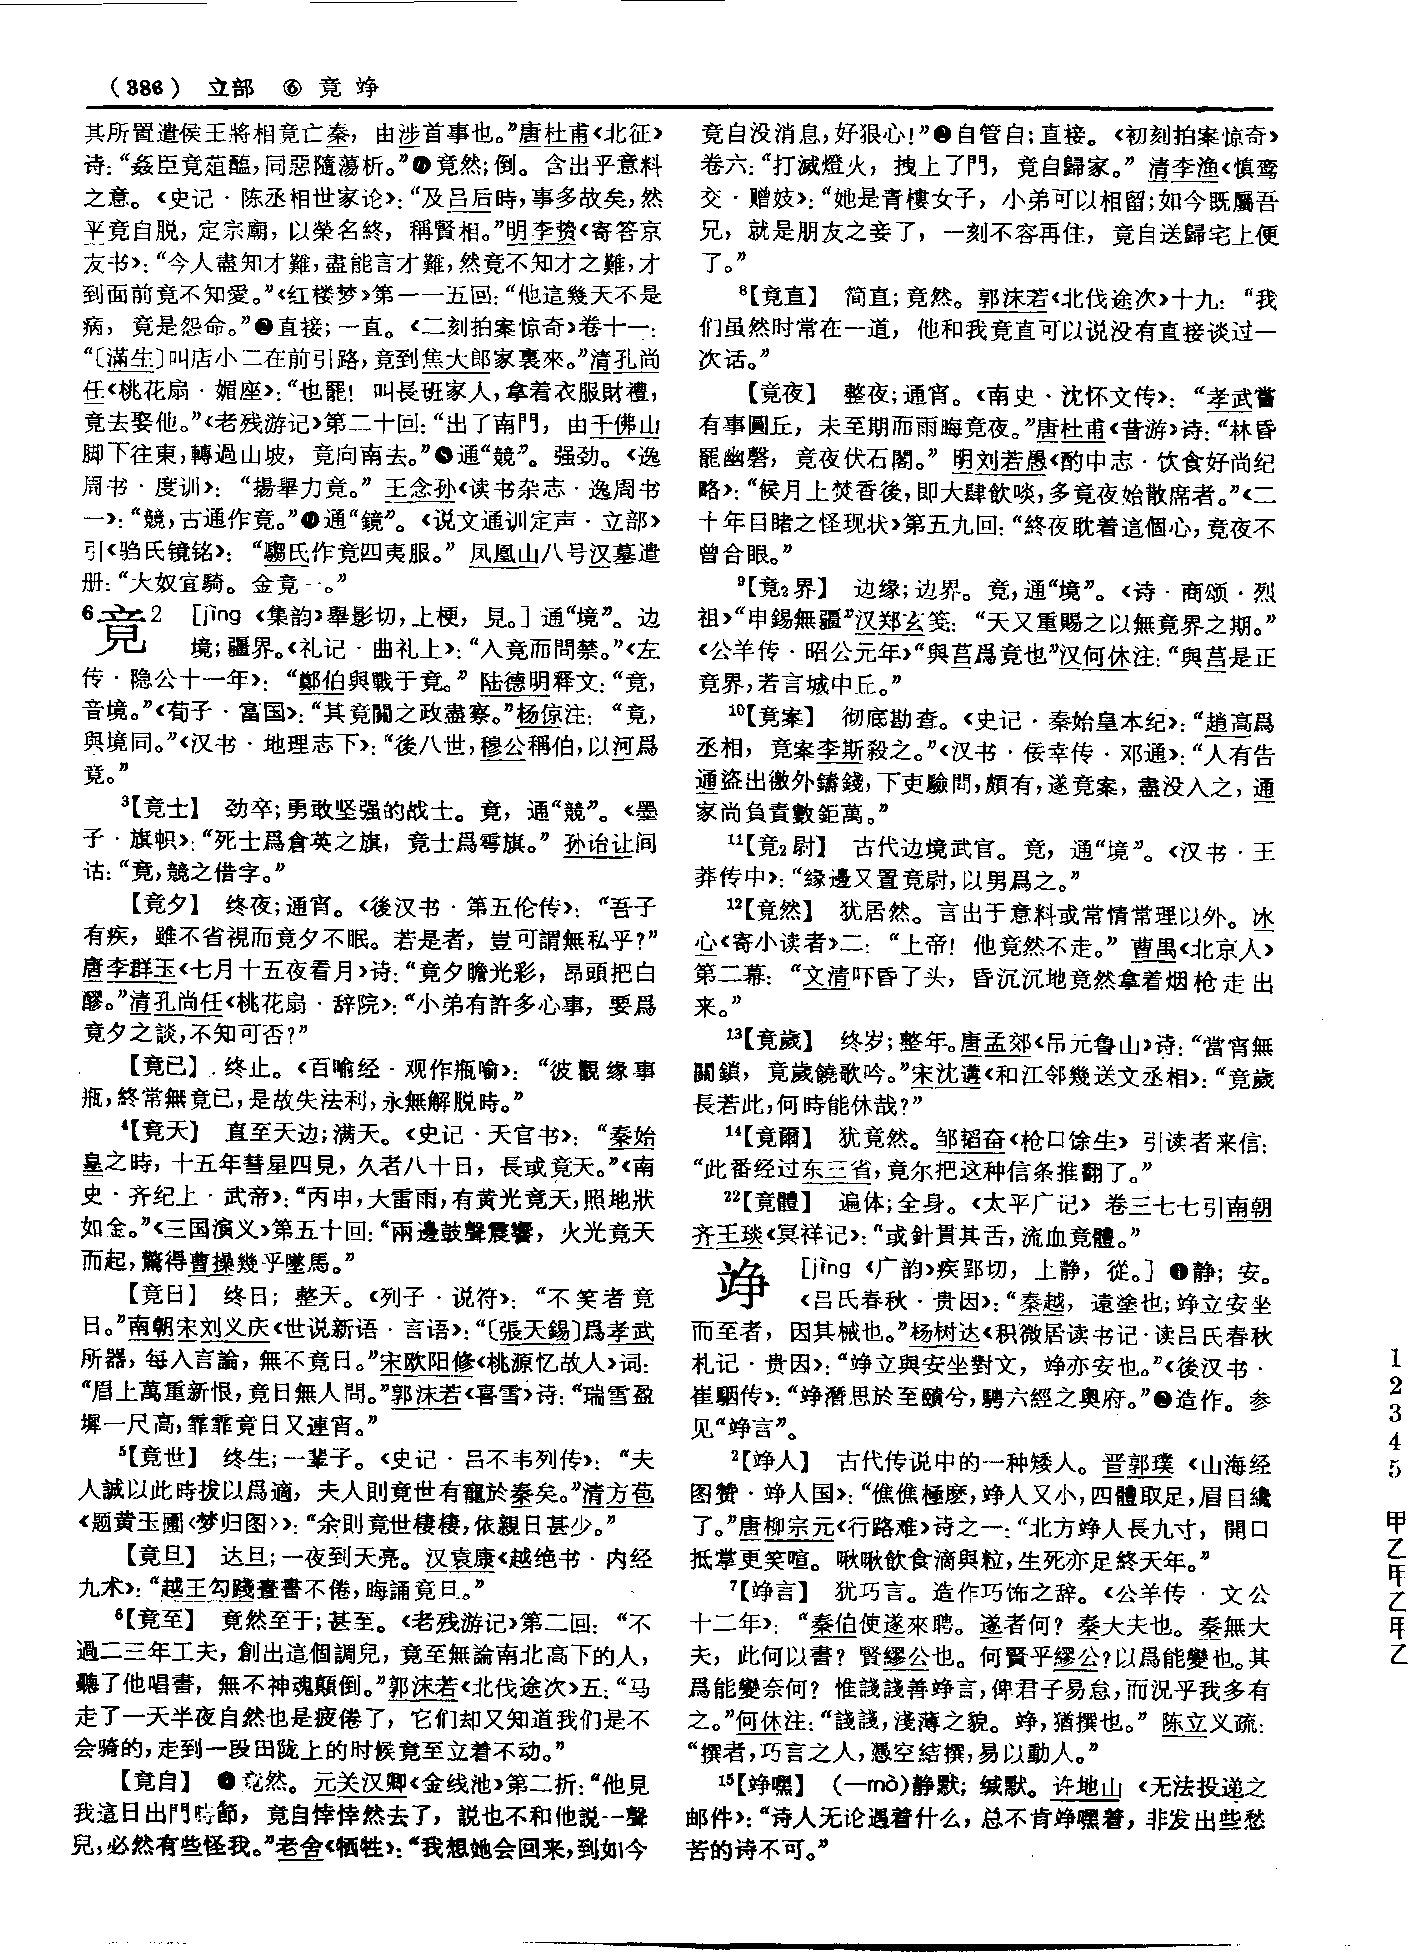 （386） 立部 ⑥ 竟 竫
其所置遣侯王將相竟亡秦，由涉首事也。”唐杜甫《北征》
诗：“姦臣竟菹醢，同惡隨蕩析。”⑫竟然；倒。含出乎意料
之意。《史记·陈丞相世家论》：“及吕后時，事多故矣，然
平竟自脱，定宗廟，以榮名終，稱賢相。”明李贽《寄答京
友书》：“今人盡知才難，盡能言才難，然竟不知才之難，才
到面前竟不知愛。”《红楼梦》第一一五回：“他這幾天不是
病，竟是怨命。”⑬直接；一直。《二刻拍案惊奇》卷十一：
“〔滿生〕叫店小二在前引路，竟到焦大郎家裏來。”清孔尚
任《桃花扇·媚座》：“也罷！叫長班家人，拿着衣服財禮，
竟去娶他。”《老残游记》第二十回：“出了南門，由千佛山
脚下往東，轉過山坡，竟向南去。”⑭通“競”。强劲。《逸
周书·度训》：“揚舉力竟。”王念孙《读书杂志·逸周书
一》：“競，古通作竟。”⑮通“鏡”。《说文通训定声·立部》
引《驺氏镜铭》：“騶氏作竟四夷服。”凤凰山八号汉墓遣
册：“大奴宜騎。金竟一。”
6竟2 [jìng《集韵》舉影切，上梗，見。]通“境”。边
境；疆界。《礼记·曲礼上》：“入竟而問禁。”《左
传·隐公十一年》：“鄭伯與戰于竟。”陆德明释文：“竟，
音境。”《荀子·富国》：“其竟關之政盡察。”杨倞注：“竟，
與境同。”《汉书·地理志下》：“後八世，穆公稱伯，以河爲
竟。”
3【竟士】 劲卒；勇敢坚强的战士。竟，通“競”。《墨
子·旗帜》：“死士爲倉英之旗，竟士爲雩旗。”孙诒让间
诂：“竟，競之借字。”
【竟夕】 终夜；通宵。《後汉书·第五伦传》：“吾子
有疾，雖不省視而竟夕不眠。若是者，豈可謂無私乎？”
唐李群玉《七月十五夜看月》诗：“竟夕瞻光彩，昂頭把白
醪。”清孔尚任《桃花扇·辞院》：“小弟有許多心事，要爲
竟夕之談，不知可否？”
【竟已】 终止。《百喻经·观作瓶喻》：“彼觀缘事
瓶，終常無竟已，是故失法利，永無解脱時。”
4【竟天】 直至天边；满天。《史记·天官书》：“秦始
皇之時，十五年彗星四見，久者八十日，長或竟天。”《南
史·齐纪上·武帝》：“丙申，大雷雨，有黄光竟天，照地狀
如金。”《三国演义》第五十回：“兩邊鼓聲震響，火光竟天
而起，驚得曹操幾乎墜馬。”
【竟日】 终日；整天。《列子·说符》：“不笑者竟
日。”南朝宋刘义庆《世说新语·言语》：“〔張天錫〕爲孝武
所器，每入言論，無不竟日。”宋欧阳修《桃源忆故人》词：
“眉上萬重新恨，竟日無人問。”郭沫若《喜雪》诗：“瑞雪盈
墀一尺高，霏霏竟日又連宵。”
5【竟世】 终生；一辈子。《史记·吕不韦列传》：“夫
人誠以此時拔以爲適，夫人則竟世有寵於秦矣。”清方苞
《题黄玉圃〈梦归图〉》：“余則竟世棲棲，依親日甚少。”
【竟旦】 达旦；一夜到天亮。汉袁康《越绝书·内经
九术》：“越王勾踐書書不倦，晦誦竟日。”
6【竟至】 竟然至于；甚至。《老残游记》第二回：“不
過二三年工夫，創出這個調兒，竟至無論南北高下的人，
聽了他唱書，無不神魂顛倒。”郭沫若《北伐途次》五：“马
走了一天半夜自然也是疲倦了，它们却又知道我们是不
会骑的，走到一段田陇上的时候竟至立着不动。”
【竟自】 ❶竟然。元关汉卿《金线池》第二折：“他見
我這日出門時節，竟自悻悻然去了，説也不和他説一聲
兒，必然有些怪我。”老舍《牺牲》：“我想她会回来，到如今
竟自没消息，好狠心！”❷自管自；直接。《初刻拍案惊奇》
卷六：“打滅燈火，拽上了門，竟自歸家。”清李渔《慎鸾
交·赠妓》：“她是青樓女子，小弟可以相留；如今既屬吾
兄，就是朋友之妾了，一刻不容再住，竟自送歸宅上便
了。”
8【竟直】 简直；竟然。郭沫若《北伐途次》十九：“我
们虽然时常在一道，他和我竟直可以说没有直接谈过一
次话。”
【竟夜】 整夜；通宵。《南史·沈怀文传》：“孝武嘗
有事圜丘，未至期而雨晦竟夜。”唐杜甫《昔游》诗：“林昏
罷幽磬，竟夜伏石閣。”明刘若愚《酌中志·饮食好尚纪
略》：“候月上焚香後，即大肆飲啖，多竟夜始散席者。”《二
十年目睹之怪现状》第五九回：“終夜耽着這個心，竟夜不
曾合眼。”
9【竟2界】 边缘；边界。竟，通“境”。《诗·商颂·烈
祖》“申錫無疆”汉郑玄笺：“天又重賜之以無竟界之期。”
《公羊传·昭公元年》“與莒爲竟也”汉何休注：“與莒是正
竟界，若言城中丘。”
10【竟案】 彻底勘查。《史记·秦始皇本纪》：“趙高爲
丞相，竟案李斯殺之。”《汉书·佞幸传·邓通》：“人有告
通盗出徼外鑄錢，下吏驗問，頗有，遂竟案，盡没入之，通
家尚負責數鉅萬。”
11【竟2尉】 古代边境武官。竟，通“境”。《汉书·王
莽传中》：“緣邊又置竟尉，以男爲之。”
12【竟然】 犹居然。言出于意料或常情常理以外。冰
心《寄小读者》二：“上帝！他竟然不走。”曹禺《北京人》
第二幕：“文清吓昏了头，昏沉沉地竟然拿着烟枪走出
来。”
13【竟歲】 终岁；整年。唐孟郊《吊元鲁山》诗：“當宵無
關鎖，竟歲饒歌吟。”宋沈遘《和江邻幾送文丞相》：“竟歲
長若此，何時能休哉？”
14【竟爾】 犹竟然。邹韬奋《枪口馀生》引读者来信：
“此番经过东三省，竟尔把这种信条推翻了。”
22【竟體】 遍体；全身。《太平广记》卷三七七引南朝
齐王琰《冥祥记》：“或針貫其舌，流血竟體。”
竫 [jìng《广韵》疾郢切，上静，從。] ❶静；安。
《吕氏春秋·贵因》：“秦越，遠塗也；竫立安坐
而至者，因其械也。”杨树达《积微居读书记·读吕氏春秋
札记·贵因》：“竫立與安坐對文，竫亦安也。”《後汉书·
崔駰传》：“竫潛思於至賾兮，騁六經之奥府。”❷造作。参
见“竫言”。
2【竫人】 古代传说中的一种矮人。晋郭璞《山海经
图赞·竫人国》：“僬僥極麼，竫人又小，四體取足，眉目纔
了。”唐柳宗元《行路难》诗之一：“北方竫人長九寸，開口
抵掌更笑喧。啾啾飲食滴與粒，生死亦足終天年。”
7【竫言】 犹巧言。造作巧饰之辞。《公羊传·文公
十二年》：“秦伯使遂來聘。遂者何？秦大夫也。秦無大
夫，此何以書？賢繆公也。何賢乎繆公？以爲能變也。其
爲能變奈何？惟諓諓善竫言，俾君子易怠，而況乎我多有
之。”何休注：“諓諓，淺薄之貌。竫，猶撰也。”陈立义疏：
“撰者，巧言之人，憑空結撰，易以動人。”
15【竫嘿】 (—mò)静默；缄默。许地山《无法投递之
邮件》：“诗人无论遇着什么，总不肯竫嘿着，非发出些愁
苦的诗不可。”
1
2
3
4
5
甲
乙
甲
乙
甲
乙